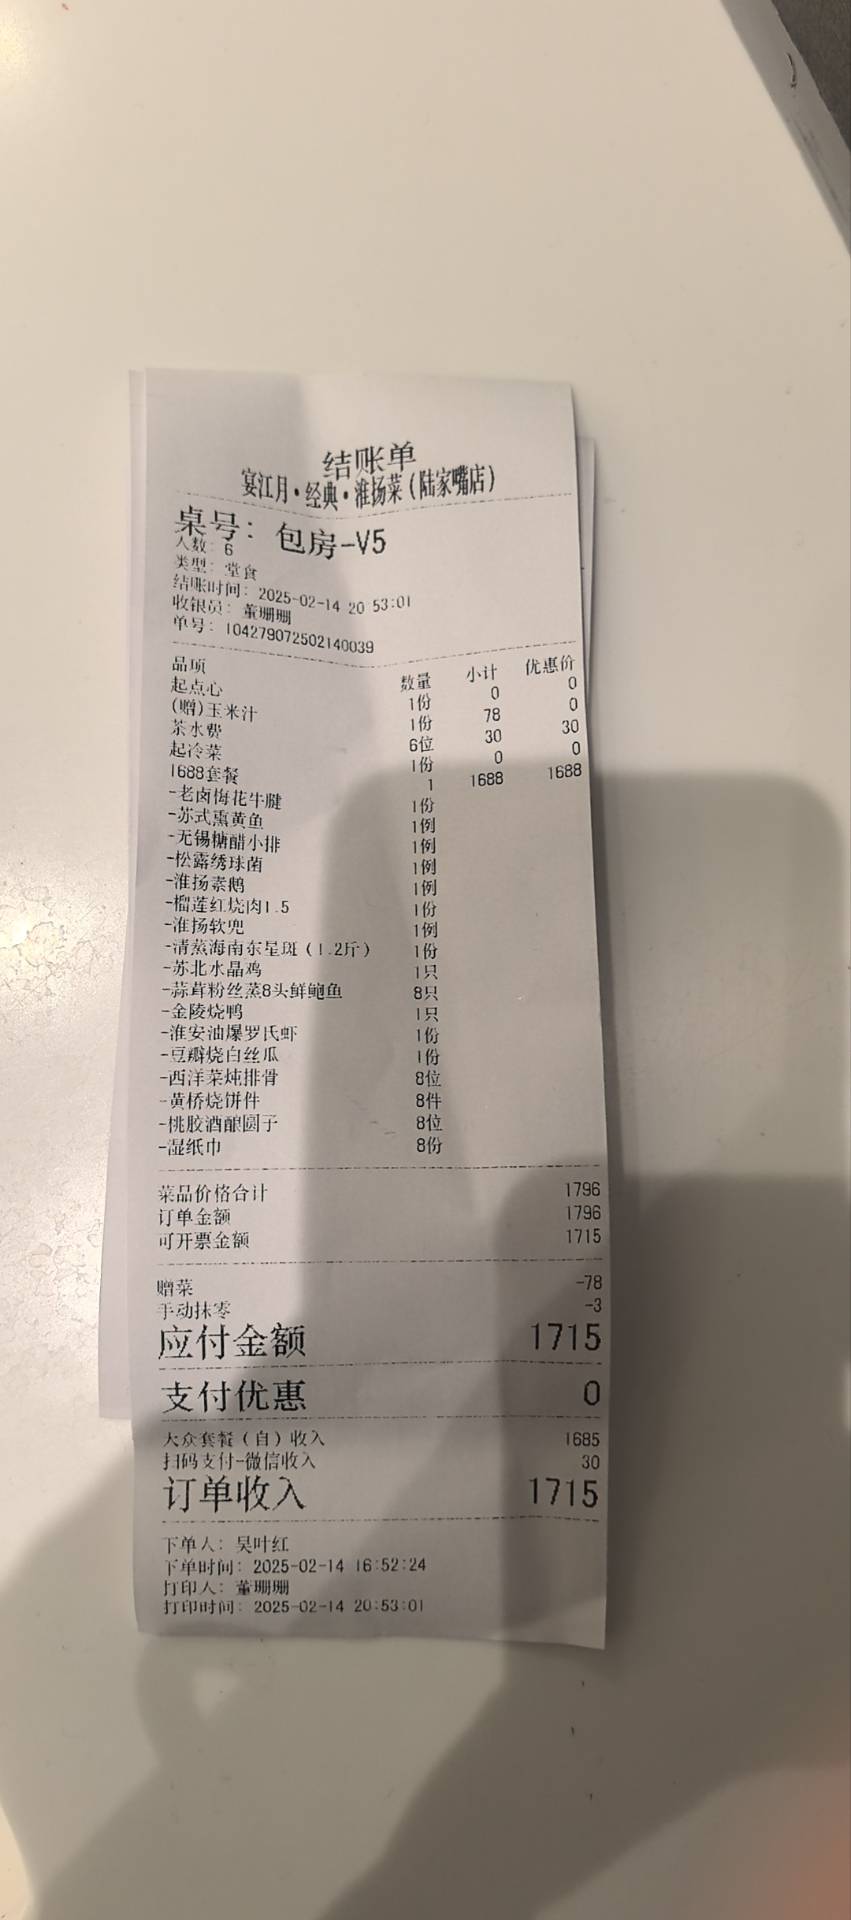 结账单
宴江月·经典·淮扬菜(陆家嘴店)
桌号: 包房-V5
人数: 6
类型: 堂食
结账时间: 2025-02-14 20:53:01
收银员: 董珊珊
单号: 104279072502140039
品项 数量 小计 优惠价
起点心 1份 0 0
(赠)玉米汁 1份 78 0
茶水费 6位 30 30
起冷菜 1份 0 0
1688套餐 1 1688 1688
-老卤梅花牛腱 1份
-苏式熏黄鱼 1例
-无锡糖醋小排 1例
-松露绣球菌 1例
-淮扬素鹅 1例
-榴莲红烧肉1.5 1份
-淮扬软兜 1例
-清蒸海南东星斑(1.2斤) 1份
-苏北水晶鸡 1只
-蒜茸粉丝蒸8头鲜鲍鱼 8只
-金陵烧鸭 1只
-淮安油爆罗氏虾 1份
-豆瓣烧白丝瓜 1份
-西洋菜炖排骨 8位
-黄桥烧饼件 8件
-桃胶酒酿圆子 8位
-湿纸巾 8份
菜品价格合计 1796
订单金额 1796
可开票金额 1715
赠菜 -78
手动抹零 -3
应付金额 1715
支付优惠 0
大众套餐(自)收入 1685
扫码支付-微信收入 30
订单收入 1715
下单人: 吴叶红
下单时间: 2025-02-14 16:52:24
打印人: 董珊珊
打印时间: 2025-02-14 20:53:01